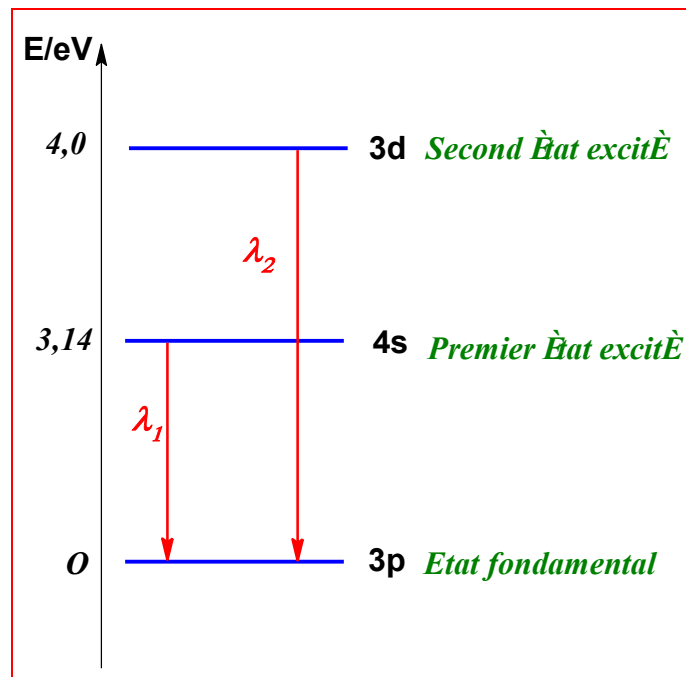 E/eV
4,0 3d Second Ètat excitÈ
λ2
3,14 4s Premier Ètat excitÈ
λ1
O 3p Etat fondamental